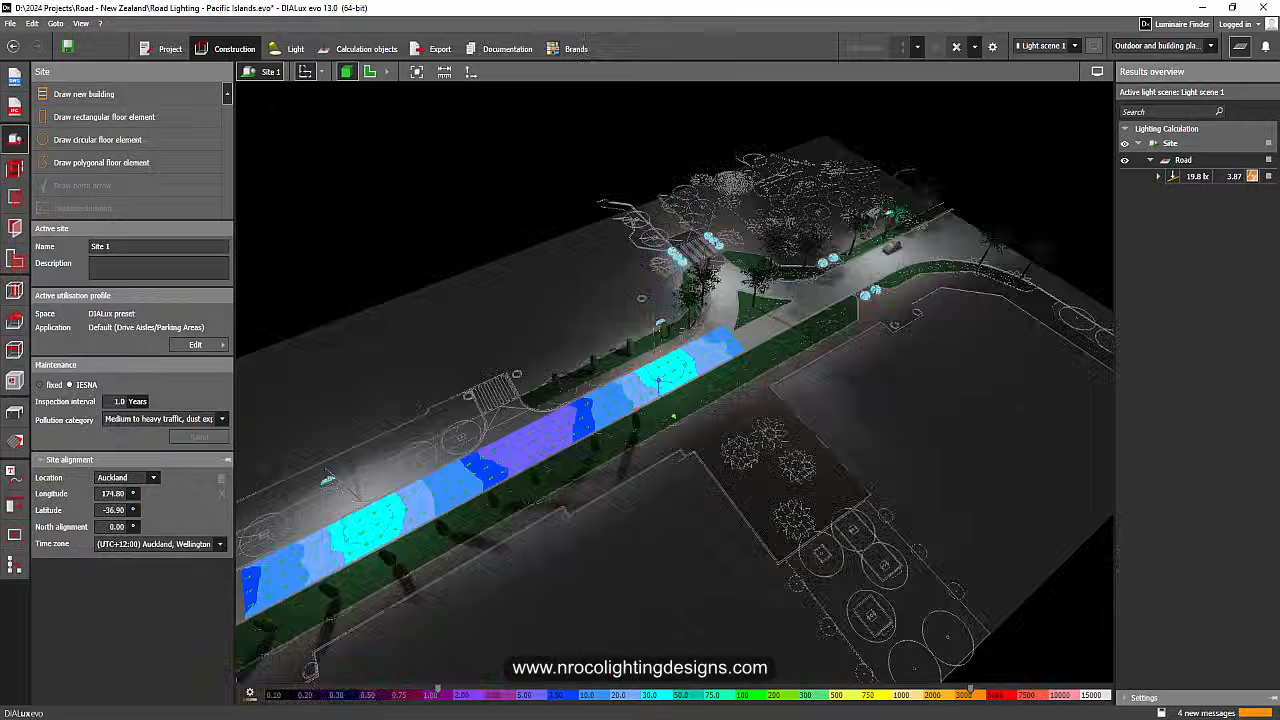 D:\2024 Projects\Road - New Zealand\Road Lighting - Pacific Islands.evo* - DIALux evo 13.0 (64-bit)
File Edit Goto View ?
Luminaire Finder Logged in
Project Construction Light Calculation objects Export Documentation Brands Light scene 1 Outdoor and building pla...
Site Site 1 Results overview
Draw new building
Draw rectangular floor element
Draw circular floor element
Draw polygonal floor element
Draw north arrow
Active site
Name Site 1
Description
Active utilisation profile
Space DIALux preset
Application Default (Drive Aisles/Parking Areas)
Edit
Maintenance
fixed IESNA
Inspection interval 1.0 Years
Pollution category Medium to heavy traffic, dust exp
Reset
Site alignment
Location Auckland
Longitude 174.80 °
Latitude -36.90 °
North alignment 0.00 °
Time zone (UTC+12:00) Auckland, Wellington
Active light scene: Light scene 1
Search
Lighting Calculation
Site
Road
19.8 lx 3.87
www.nrocolightingdesigns.com
0.10 0.20 0.30 0.50 0.75 1.00 2.00 5.00 10.0 20.0 30.0 50.0 75.0 100 200 300 500 750 1000 2000 3000 5000 7500 10000 15000
Settings
DIALux evo
4 new messages